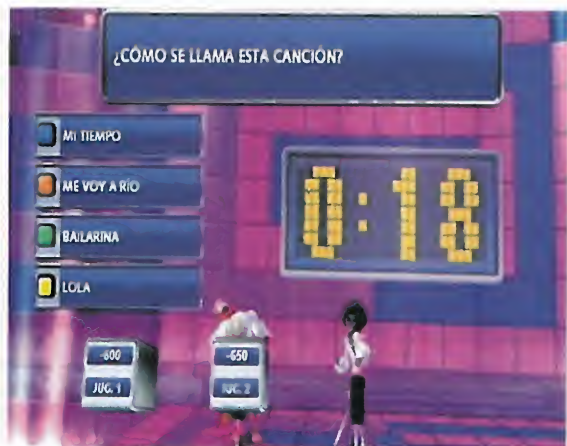 ¿CÓMO SE LLAMA ESTA CANCIÓN?
MI TIEMPO
ME VOY A RÍO
BAILARINA
LOLA
0:18
-600
JUG. 1
-650
JUG. 2